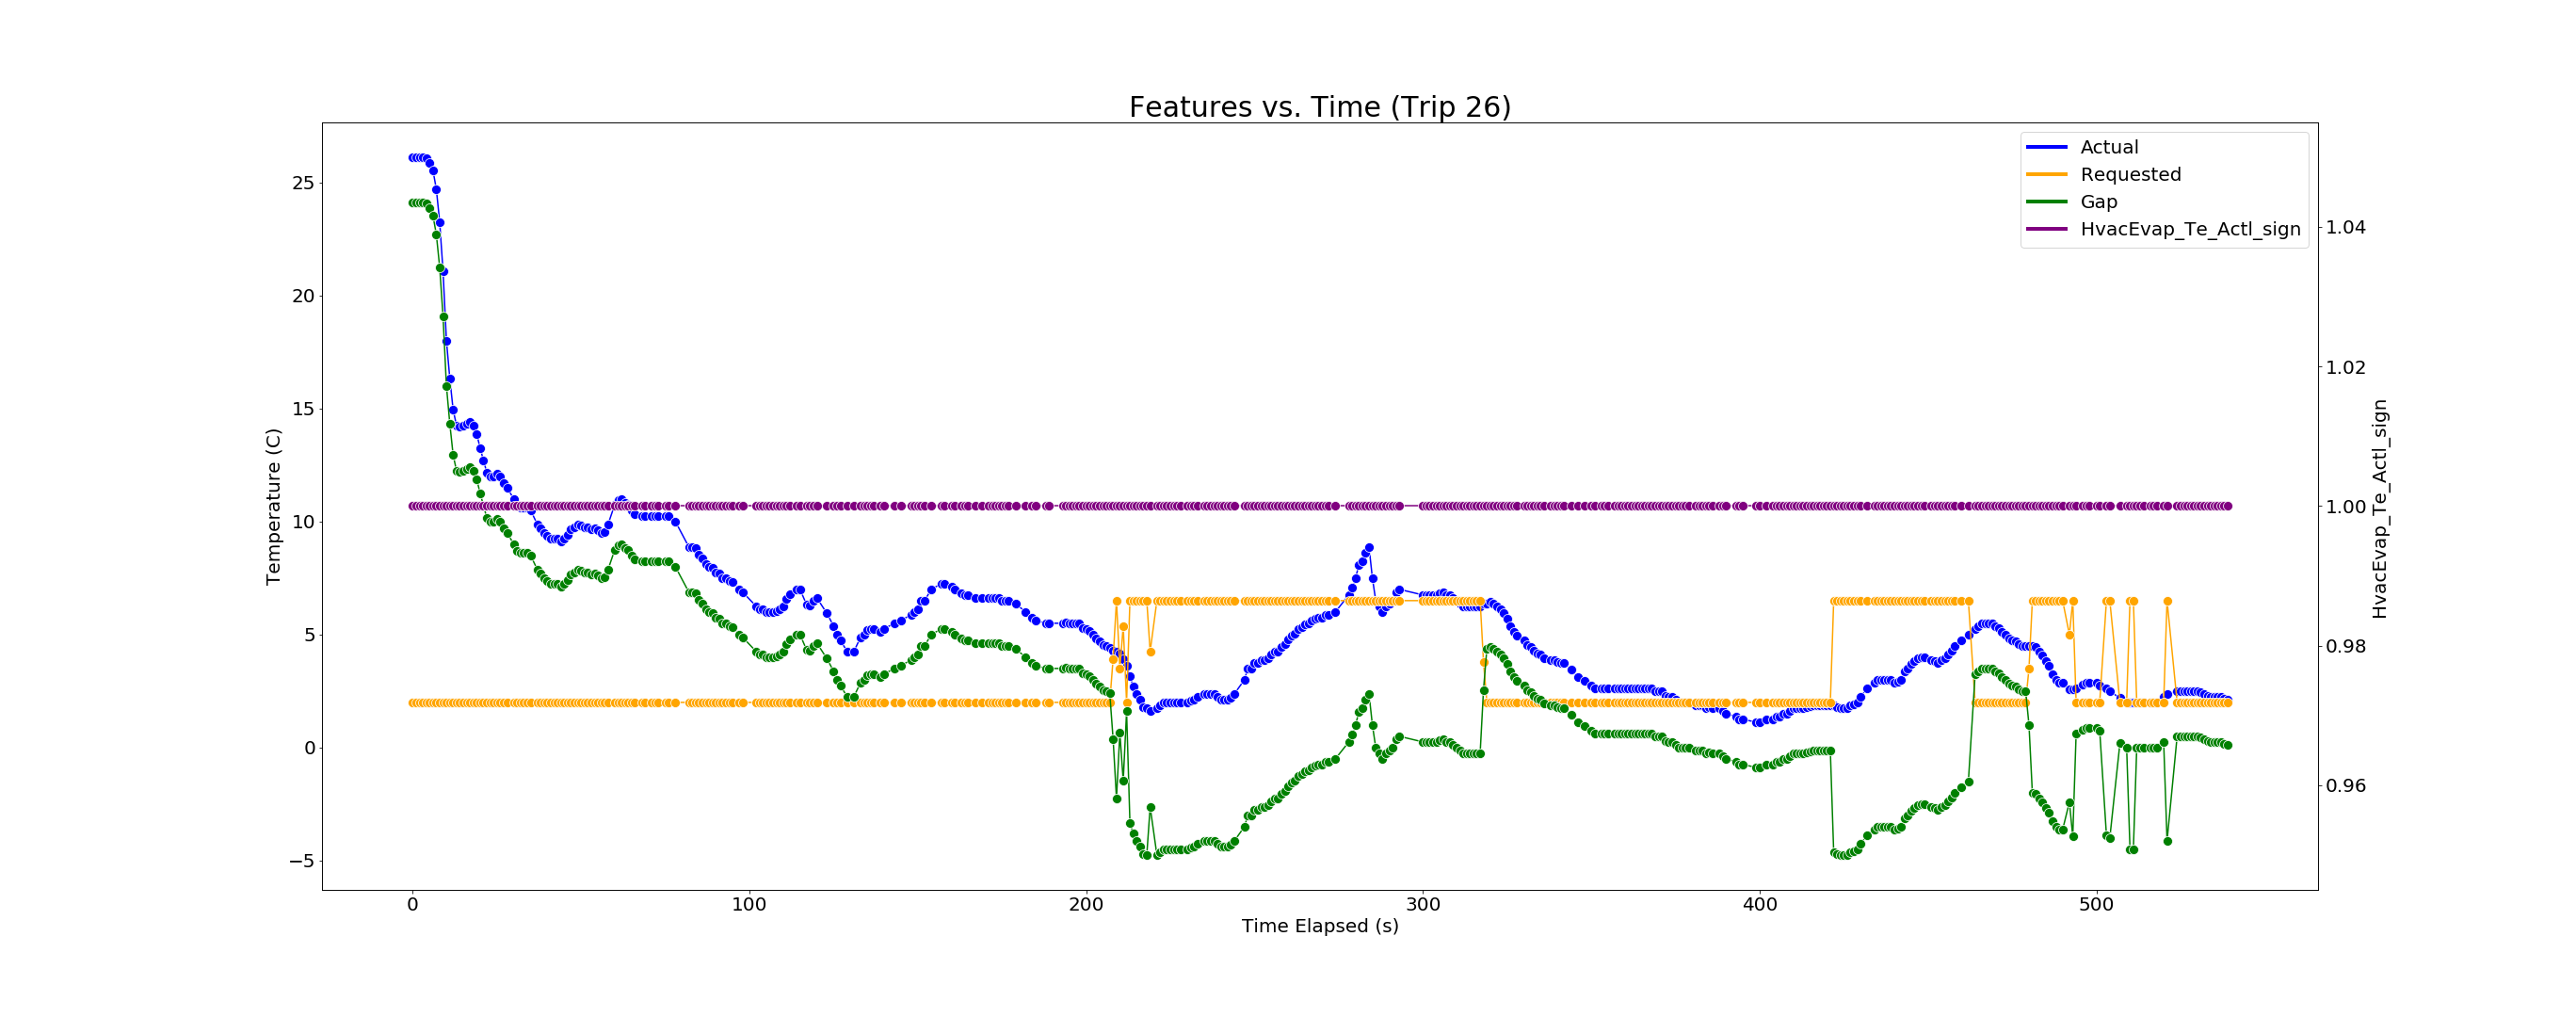 Features vs. Time (Trip 26)
Actual
Requested
Gap
HvacEvap_Te_Actl_sign
25
20
15
10
5
0
−5
Temperature (C)
1.04
1.02
1.00
0.98
0.96
HvacEvap_Te_Actl_sign
0 100 200 300 400 500
Time Elapsed (s)